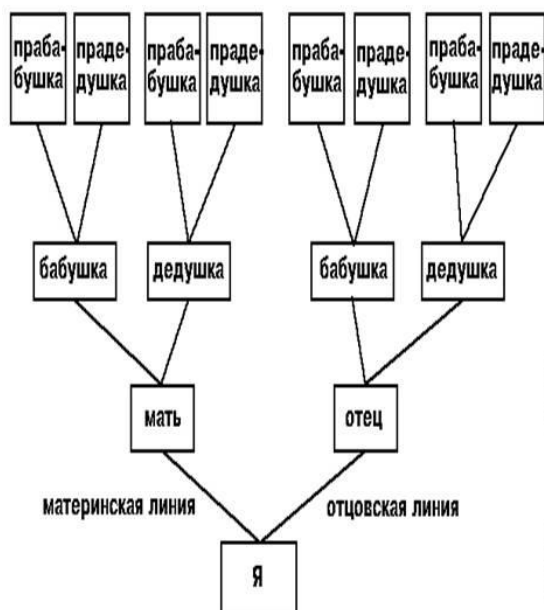 праба-
бушка
праде-
душка
праба-
бушка
праде-
душка
праба-
бушка
праде-
душка
праба-
бушка
праде-
душка
бабушка
дедушка
бабушка
дедушка
мать
отец
материнская линия
отцовская линия
Я